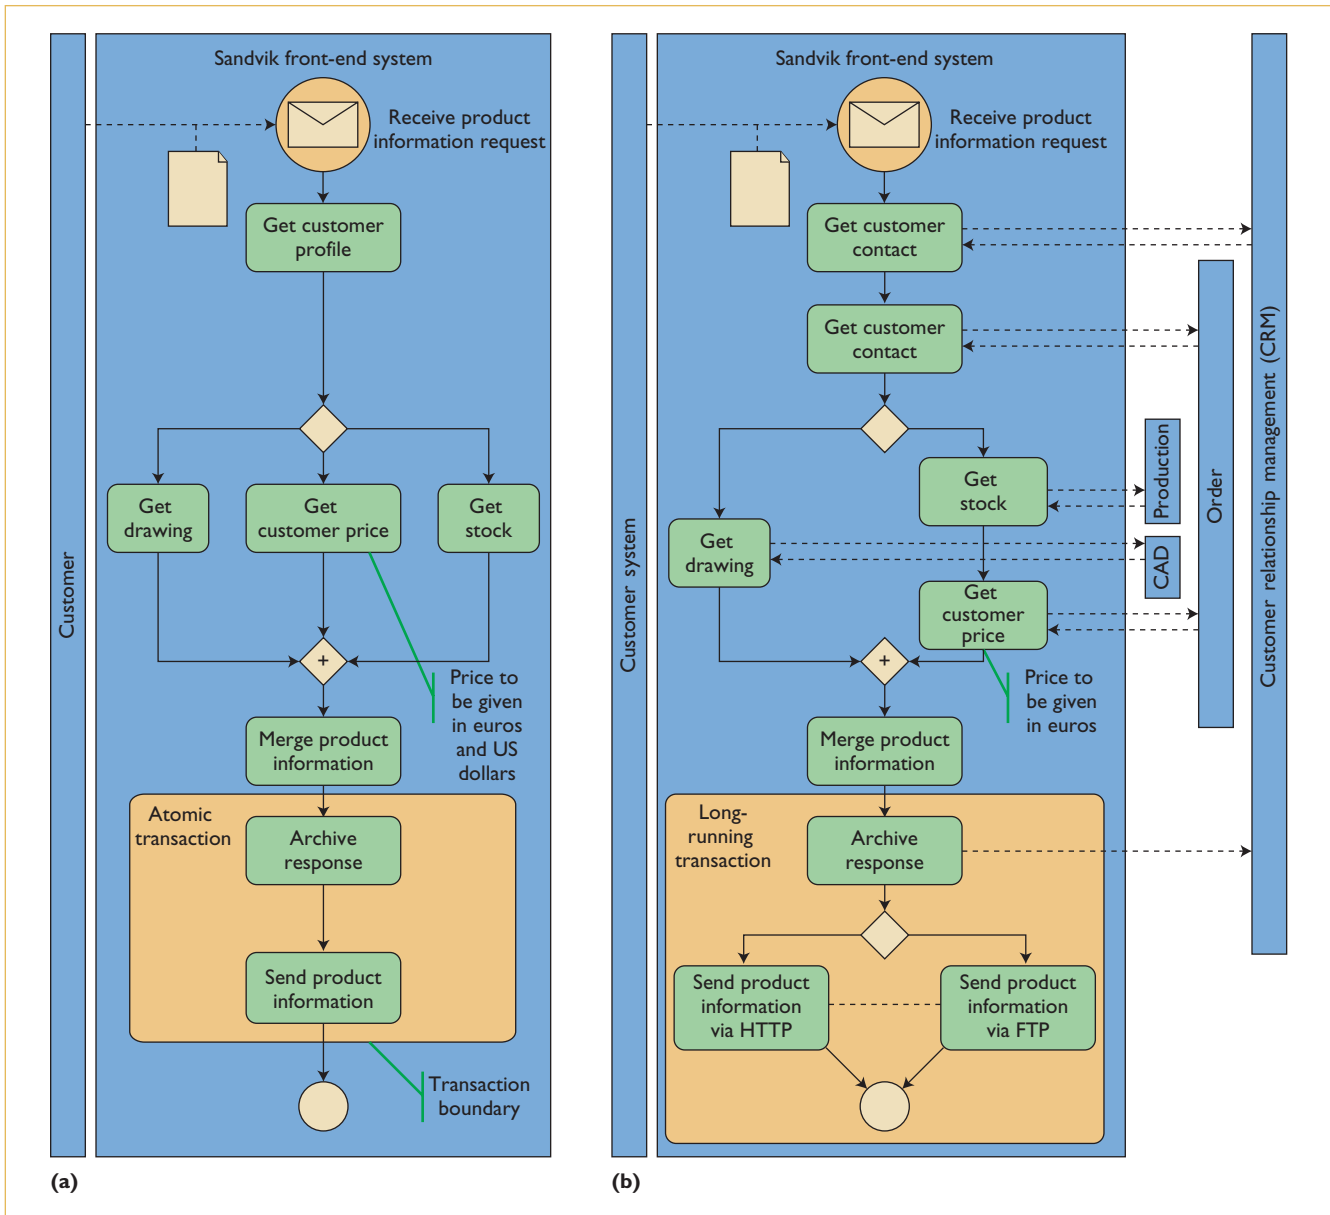 Sandvik front-end system
Receive product
information request
Get customer
profile
Get
drawing
Get
customer price
Get
stock
+
Price to
be given
in euros
and US
dollars
Merge product
information
Atomic
transaction
Archive
response
Send product
information
Transaction
boundary
Customer
(a)
Sandvik front-end system
Receive product
information request
Get customer
contact
Get customer
contact
Get
stock
Get
drawing
Get
customer
price
+
Price to
be given
in euros
Merge product
information
Long-
running
transaction
Archive
response
Send product
information
via HTTP
Send product
information
via FTP
Customer system
Production
CAD
Order
Customer relationship management (CRM)
(b)